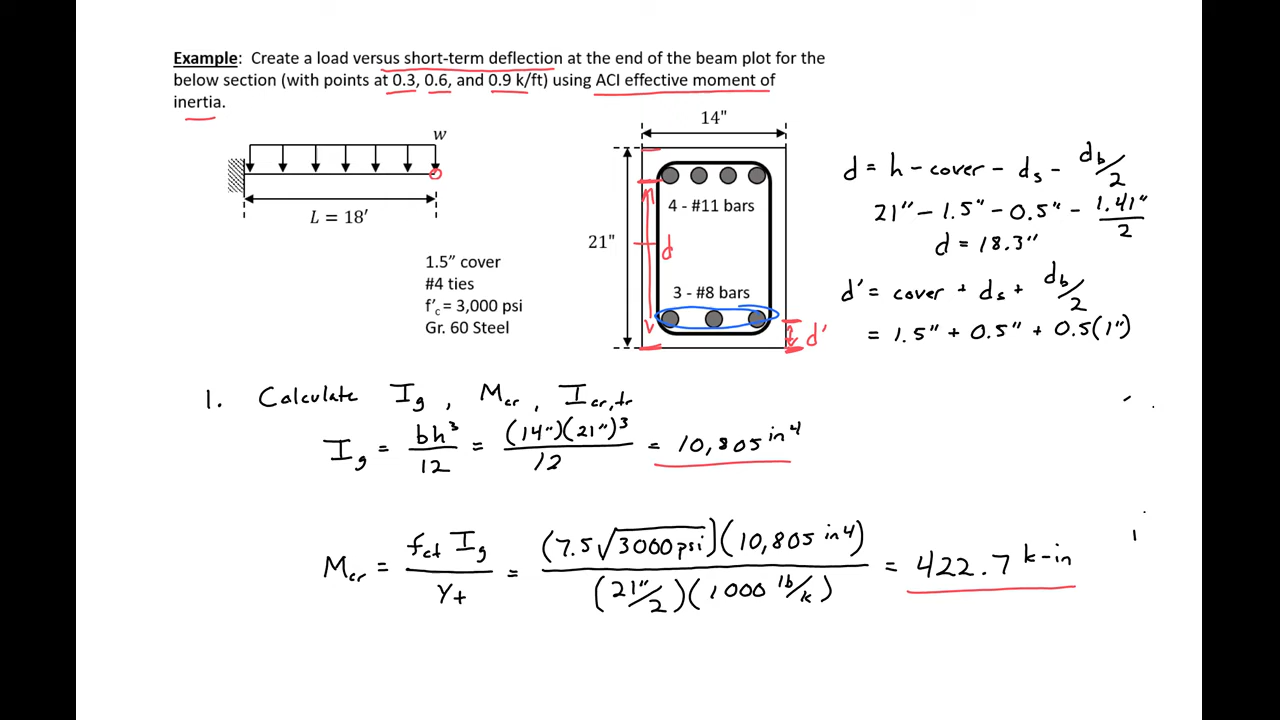 Example: Create a load versus short-term deflection at the end of the beam plot for the
below section (with points at 0.3, 0.6, and 0.9 k/ft) using ACI effective moment of
inertia.
w
L = 18′
1.5” cover
#4 ties
f’c = 3,000 psi
Gr. 60 Steel
14"
21"
4 - #11 bars
d
3 - #8 bars
d'
d = h - cover - ds - db/2
21" - 1.5" - 0.5" - 1.41"/2
d = 18.3"
d' = cover + ds + db/2
= 1.5" + 0.5" + 0.5(1")
1. Calculate Ig, Mcr, Icr,tr
Ig = bh³/12 = (14")(21")³/12 = 10,805 in⁴
Mcr = fct Ig/Yt = (7.5√3000 psi)(10,805 in⁴)/(21"/2)(1000 lb/k) = 422.7 k-in